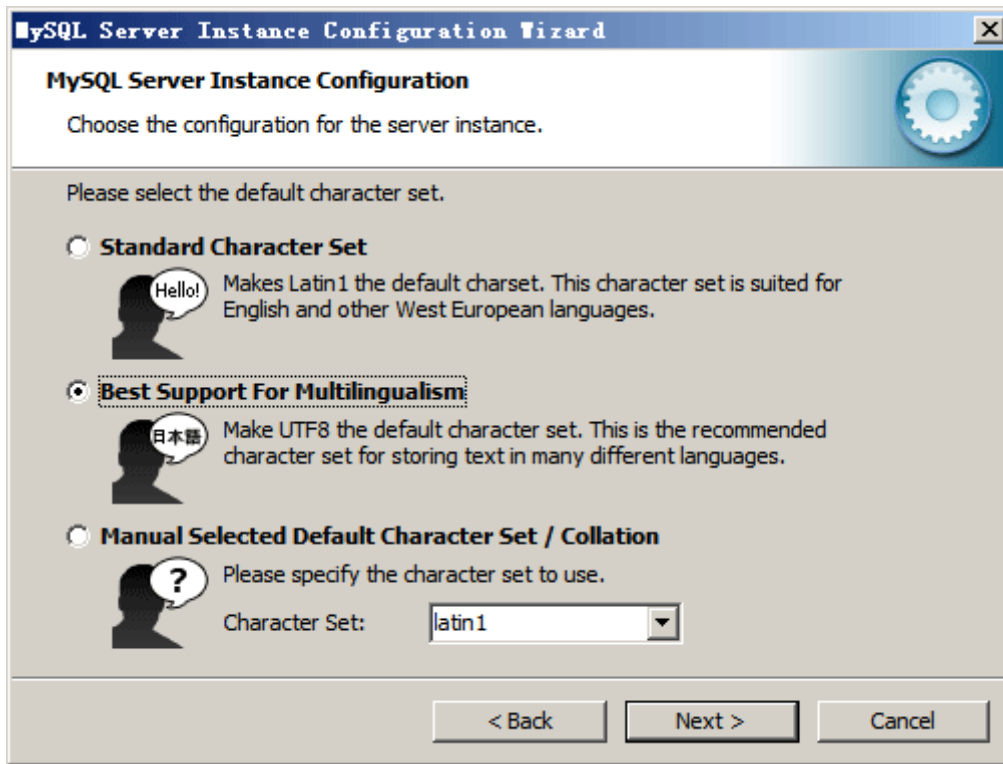 MySQL Server Instance Configuration Wizard
MySQL Server Instance Configuration
Choose the configuration for the server instance.
Please select the default character set.
Standard Character Set
Hello!
Makes Latin1 the default charset. This character set is suited for
English and other West European languages.
Best Support For Multilingualism
日本語
Make UTF8 the default character set. This is the recommended
character set for storing text in many different languages.
Manual Selected Default Character Set / Collation
?
Please specify the character set to use.
Character Set: latin1
< Back Next > Cancel